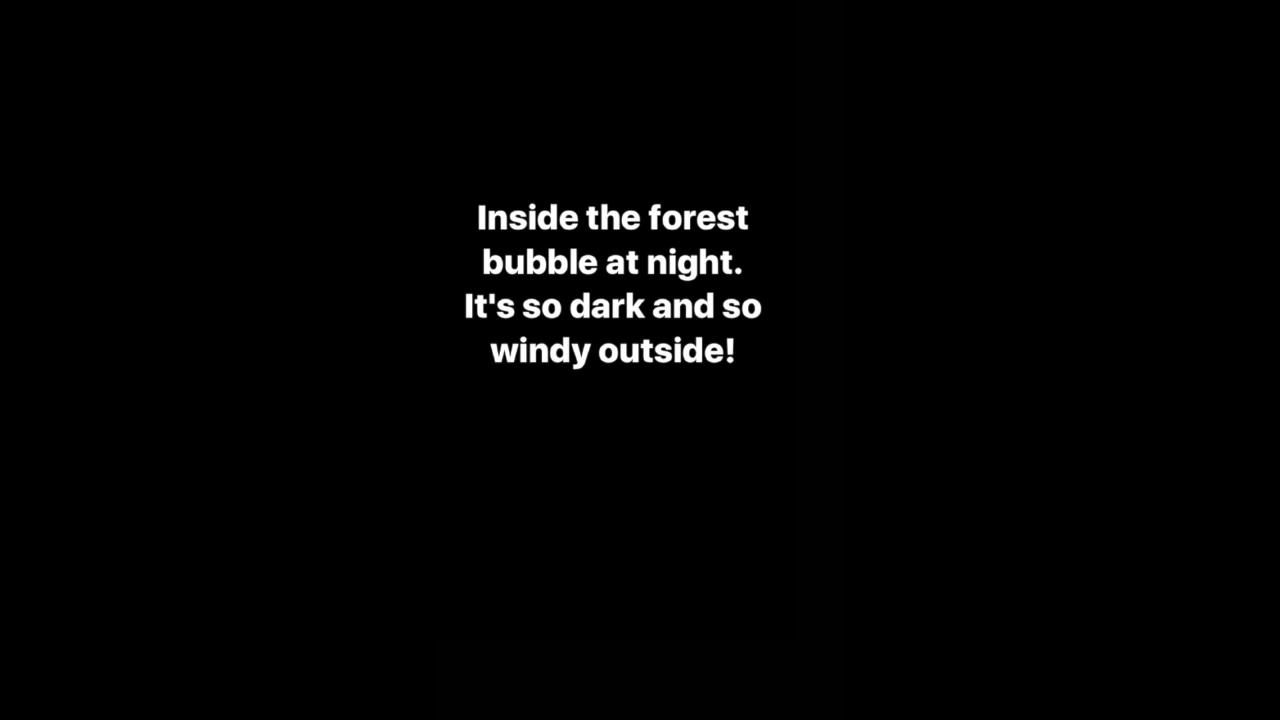 Inside the forest
bubble at night.
It's so dark and so
windy outside!